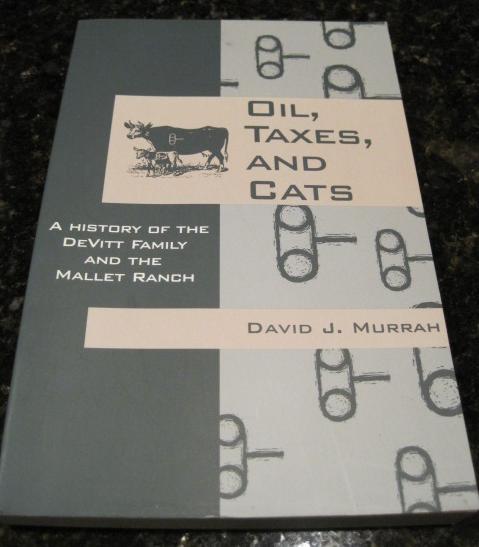 OIL,
TAXES,
AND
CATS
A HISTORY OF THE
DEVITT FAMILY
AND THE
MALLET RANCH
DAVID J. MURRAH